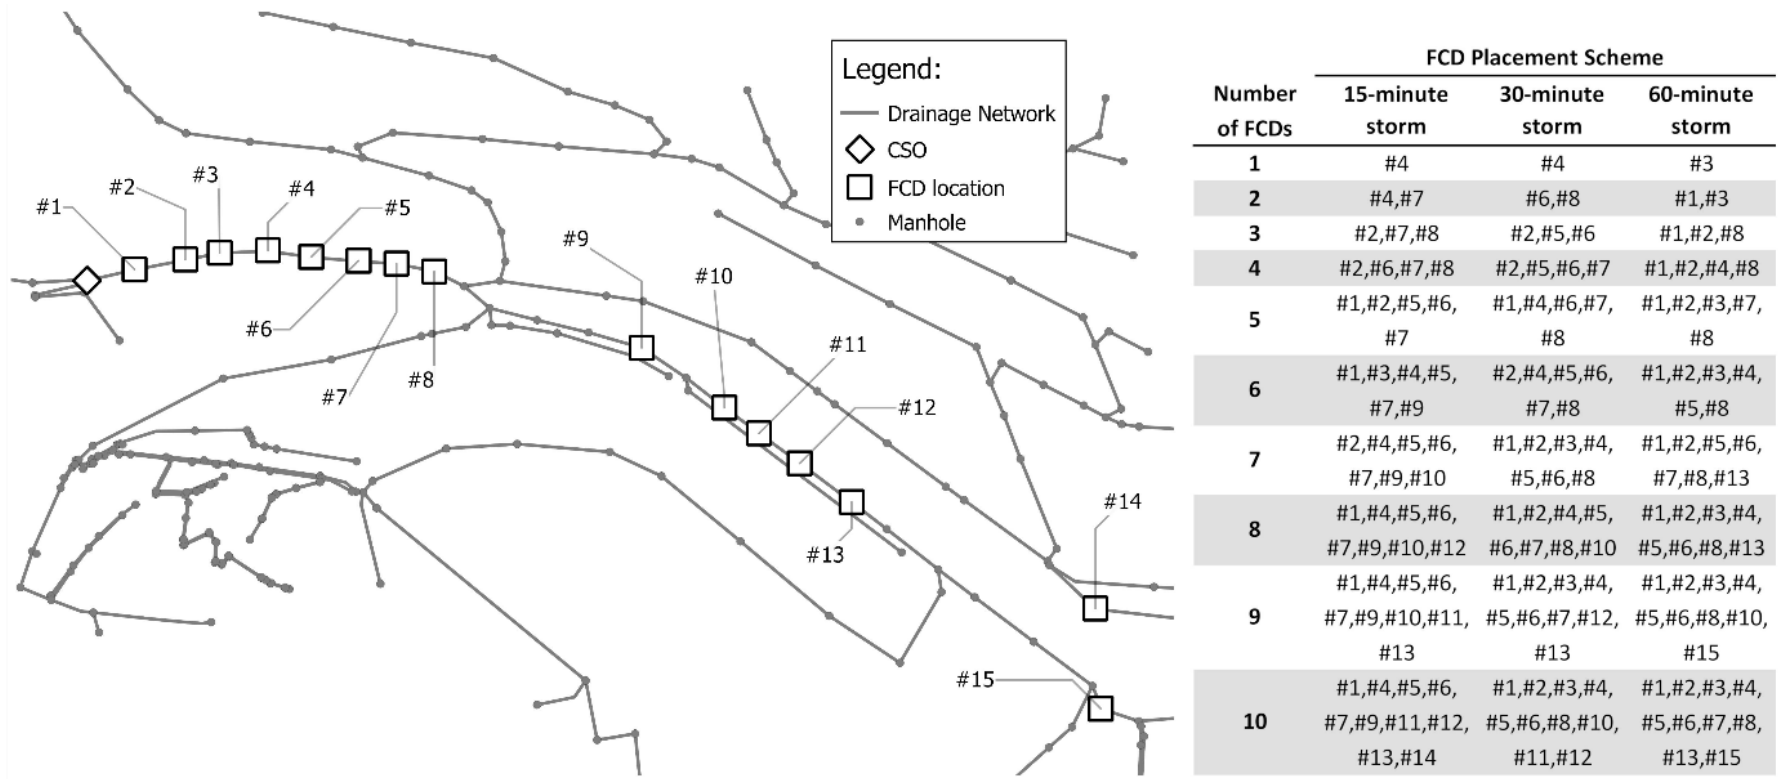 Legend:
Drainage Network
CSO
FCD location
Manhole
#1
#2
#3
#4
#5
#6
#7
#8
#9
#10
#11
#12
#13
#14
#15
FCD Placement Scheme
Number 15-minute 30-minute 60-minute
of FCDs storm storm storm
1 #4 #4 #3
2 #4,#7 #6,#8 #1,#3
3 #2,#7,#8 #2,#5,#6 #1,#2,#8
4 #2,#6,#7,#8 #2,#5,#6,#7 #1,#2,#4,#8
#1,#2,#5,#6, #1,#4,#6,#7, #1,#2,#3,#7,
5
#7 #8 #8
#1,#3,#4,#5, #2,#4,#5,#6, #1,#2,#3,#4,
6
#7,#9 #7,#8 #5,#8
#2,#4,#5,#6, #1,#2,#3,#4, #1,#2,#5,#6,
7
#7,#9,#10 #5,#6,#8 #7,#8,#13
#1,#4,#5,#6, #1,#2,#4,#5, #1,#2,#3,#4,
8
#7,#9,#10,#12 #6,#7,#8,#10 #5,#6,#8,#13
#1,#4,#5,#6, #1,#2,#3,#4, #1,#2,#3,#4,
9 #7,#9,#10,#11, #5,#6,#7,#12, #5,#6,#8,#10,
#13 #13 #15
#1,#4,#5,#6, #1,#2,#3,#4, #1,#2,#3,#4,
10 #7,#9,#11,#12, #5,#6,#8,#10, #5,#6,#7,#8,
#13,#14 #11,#12 #13,#15